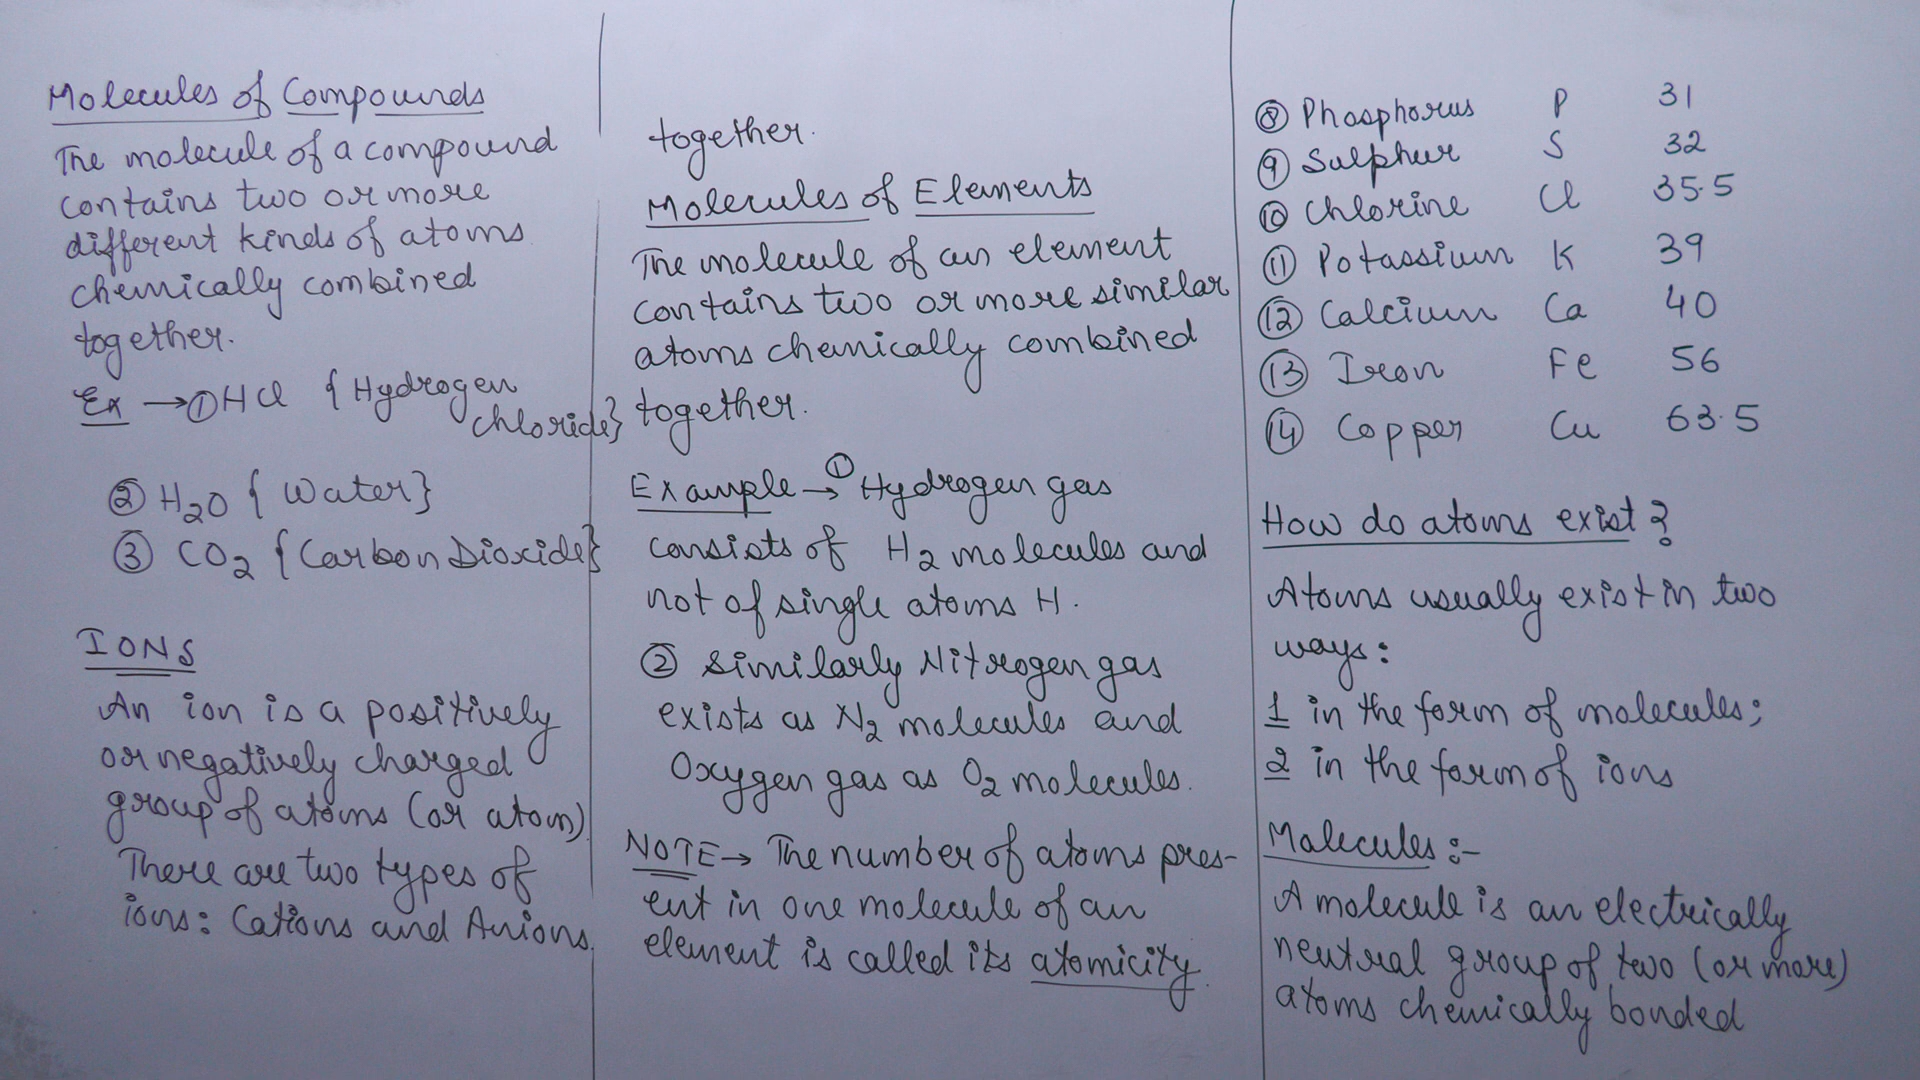 Molecules of Compounds
The molecule of a compound
contains two or more
different kinds of atoms
chemically combined
together.
Ex → ① HCl { Hydrogen
chloride}
② H₂O { Water}
③ CO₂ {Carbon Dioxide}
IONS
An ion is a positively
or negatively charged
group of atoms (or atom)
There are two types of
ions: Cations and Anions.
together.
Molecules of Elements
The molecule of an element
contains two or more similar
atoms chemically combined
together.
Example → ① Hydrogen gas
consists of H₂ molecules and
not of single atoms H.
② Similarly Nitrogen gas
exists as N₂ molecules and
Oxygen gas as O₂ molecules.
NOTE → The number of atoms pres-
ent in one molecule of an
element is called its atomicity.
⑧ Phosphorus P 31
⑨ Sulphur S 32
⑩ Chlorine Cl 35.5
⑪ Potassium K 39
⑫ Calcium Ca 40
⑬ Iron Fe 56
⑭ Copper Cu 63.5
How do atoms exist?
Atoms usually exist in two
ways:
1 in the form of molecules;
2 in the form of ions
Malecules :-
A molecule is an electrically
neutral group of two (or more)
atoms chemically bonded